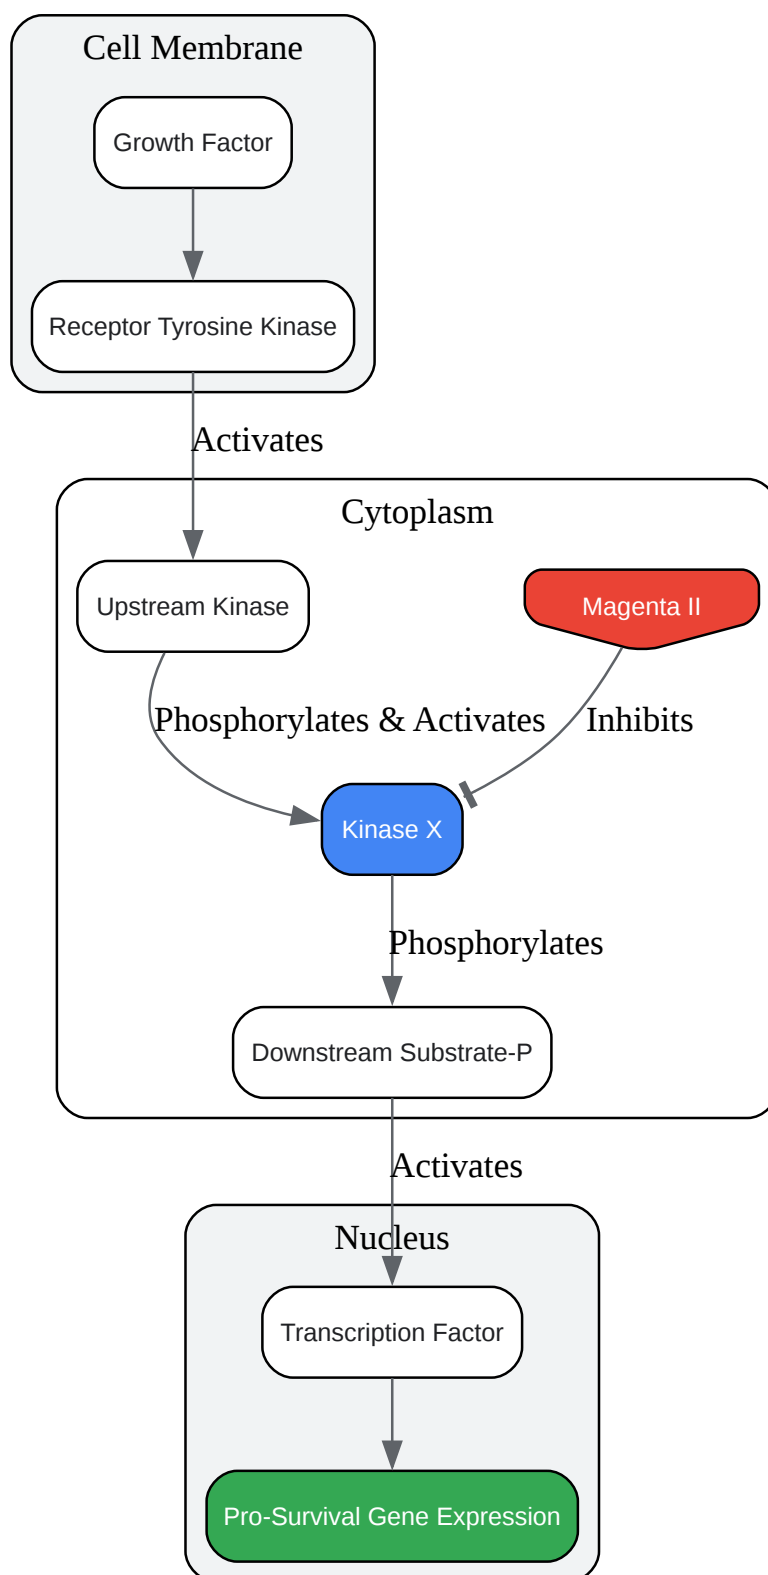 Cell Membrane
Growth Factor
Receptor Tyrosine Kinase
Activates
Cytoplasm
Upstream Kinase
Magenta II
Phosphorylates & Activates
Inhibits
Kinase X
Phosphorylates
Downstream Substrate-P
Activates
Nucleus
Transcription Factor
Pro-Survival Gene Expression